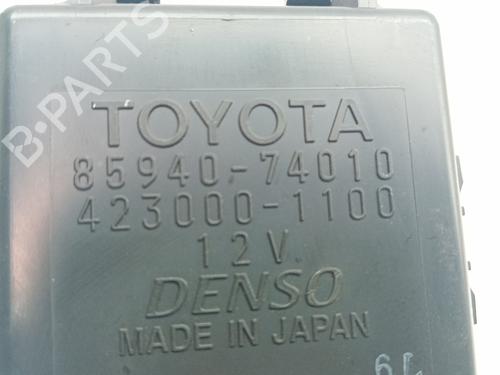 B-PARTS
TOYOTA
85940-74010
423000-1100
12V.
DENSO
MADE IN JAPAN